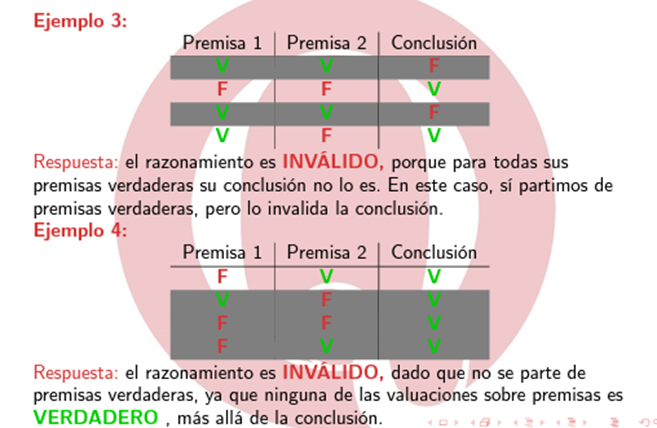 Ejemplo 3:
Premisa 1 Premisa 2 Conclusión
V V F
F F V
V V F
V F V
Respuesta: el razonamiento es INVÁLIDO, porque para todas sus
premisas verdaderas su conclusión no lo es. En este caso, sí partimos de
premisas verdaderas, pero lo invalida la conclusión.
Ejemplo 4:
Premisa 1 Premisa 2 Conclusión
F V V
V F V
F F V
F V V
Respuesta: el razonamiento es INVÁLIDO, dado que no se parte de
premisas verdaderas, ya que ninguna de las valuaciones sobre premisas es
VERDADERO , más allá de la conclusión.